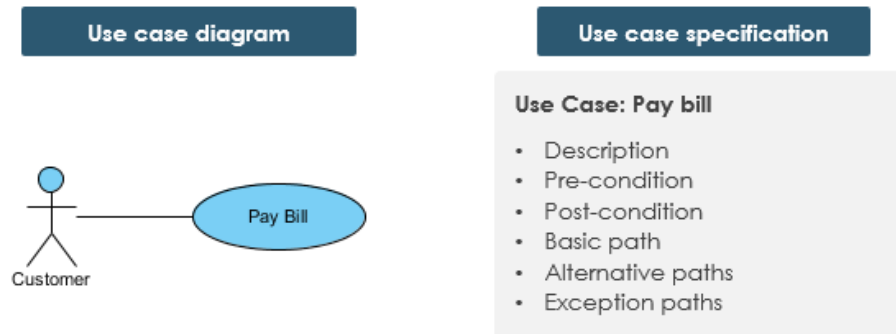 Use case diagram
Use case specification
Pay Bill
Customer
Use Case: Pay bill
• Description
• Pre-condition
• Post-condition
• Basic path
• Alternative paths
• Exception paths